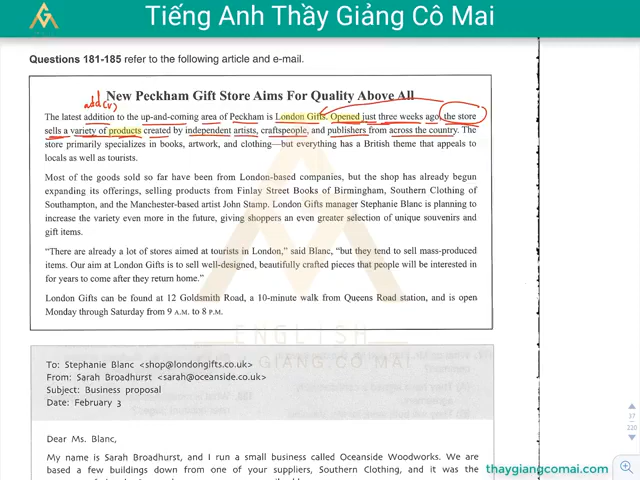 Tiếng Anh Thầy Giảng Cô Mai
Questions 181-185 refer to the following article and e-mail.
New Peckham Gift Store Aims For Quality Above All
add(v)
The latest addition to the up-and-coming area of Peckham is London Gifts. Opened just three weeks ago, the store
sells a variety of products created by independent artists, craftspeople, and publishers from across the country. The
store primarily specializes in books, artwork, and clothing—but everything has a British theme that appeals to
locals as well as tourists.
Most of the goods sold so far have been from London-based companies, but the shop has already begun
expanding its offerings, selling products from Finlay Street Books of Birmingham, Southern Clothing of
Southampton, and the Manchester-based artist John Stamp. London Gifts manager Stephanie Blanc is planning to
increase the variety even more in the future, giving shoppers an even greater selection of unique souvenirs and
gift items.
“There are already a lot of stores aimed at tourists in London,” said Blanc, “but they tend to sell mass-produced
items. Our aim at London Gifts is to sell well-designed, beautifully crafted pieces that people will be interested in
for years to come after they return home.”
London Gifts can be found at 12 Goldsmith Road, a 10-minute walk from Queens Road station, and is open
Monday through Saturday from 9 A.M. to 8 P.M.
ENGLISH
GIẢNG CÔ MAI
To: Stephanie Blanc <shop@londongifts.co.uk>
From: Sarah Broadhurst <sarah@oceanside.co.uk>
Subject: Business proposal
Date: February 3
Dear Ms. Blanc,
My name is Sarah Broadhurst, and I run a small business called Oceanside Woodworks. We are
based a few buildings down from one of your suppliers, Southern Clothing, and it was the
37
220
thaygiangcomai.com